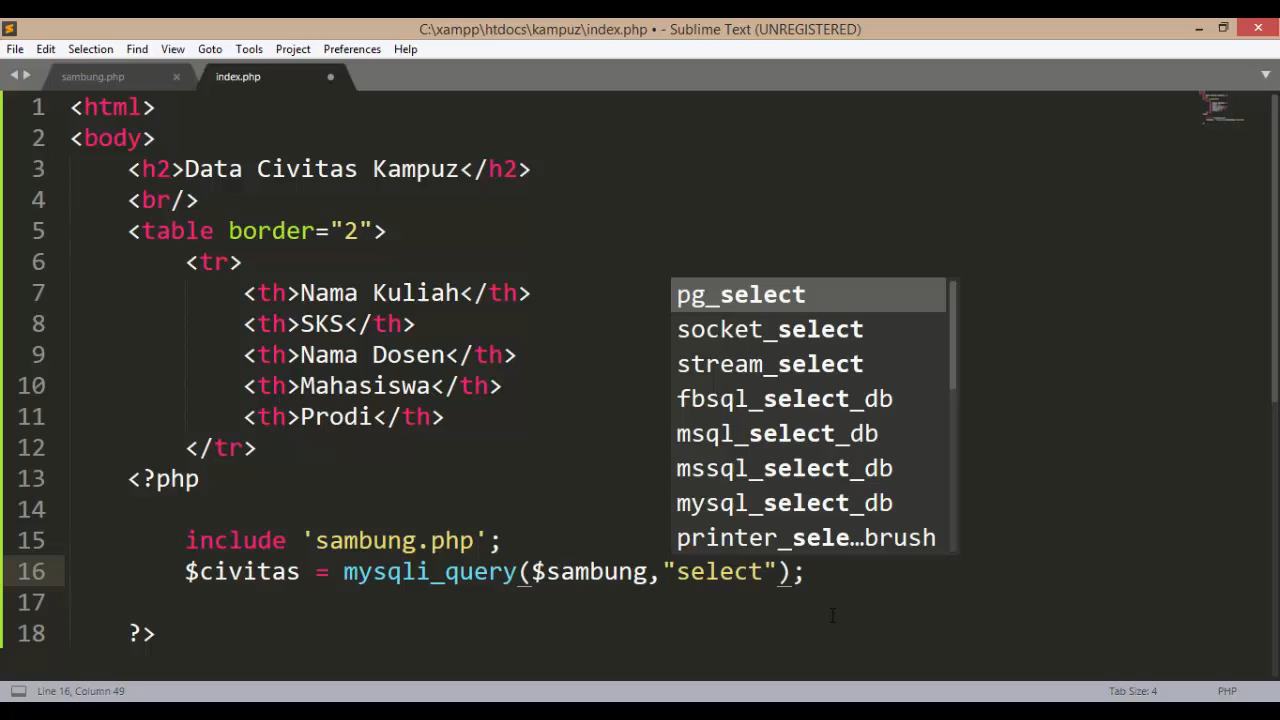 C:\xampp\htdocs\kampuz\index.php • - Sublime Text (UNREGISTERED)
File Edit Selection Find View Goto Tools Project Preferences Help
sambung.php × index.php
1 <html>
2 <body>
3 <h2>Data Civitas Kampuz</h2>
4 <br/>
5 <table border="2">
6 <tr>
7 <th>Nama Kuliah</th>
8 <th>SKS</th>
9 <th>Nama Dosen</th>
10 <th>Mahasiswa</th>
11 <th>Prodi</th>
12 </tr>
13 <?php
14
15 include 'sambung.php';
16 $civitas = mysqli_query($sambung,"select");
17
18 ?>
pg_select
socket_select
stream_select
fbsql_select_db
msql_select_db
mssql_select_db
mysql_select_db
printer_sele…brush
Line 16, Column 49
Tab Size: 4
PHP